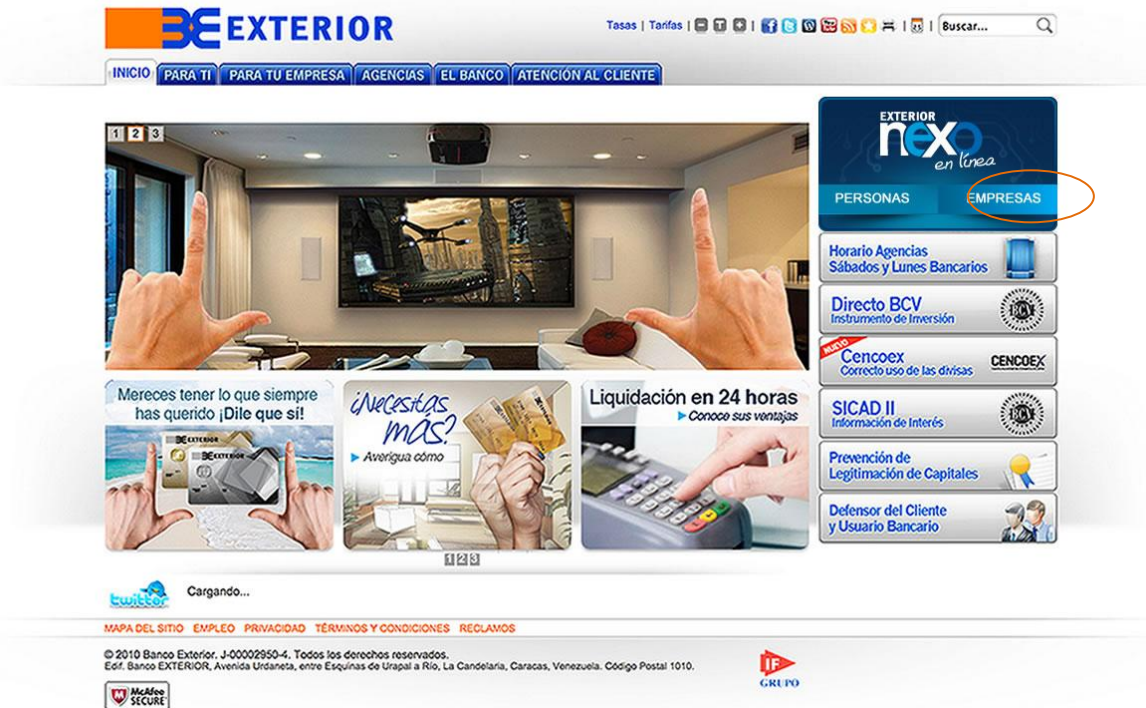 EXTERIOR
Tasas | Tarifas |
Buscar...
INICIO
PARA TI
PARA TU EMPRESA
AGENCIAS
EL BANCO
ATENCIÓN AL CLIENTE
1 2 3
EXTERIOR
nexo
en línea
PERSONAS
EMPRESAS
Horario Agencias
Sábados y Lunes Bancarios
Directo BCV
Instrumento de Inversión
BCV
NUEVO
Cencoex
Correcto uso de las divisas
CENCOEX
SICAD II
Información de Interés
BCV
Prevención de
Legitimación de Capitales
Defensor del Cliente
y Usuario Bancario
Mereces tener lo que siempre
has querido ¡Dile que sí!
EXTERIOR
EXTERIOR
¿Necesitas
más?
Averigua cómo
Liquidación en 24 horas
Conoce sus ventajas
1 2 3
twitter
Cargando...
MAPA DEL SITIO EMPLEO PRIVACIDAD TÉRMINOS Y CONDICIONES RECLAMOS
© 2010 Banco Exterior. J-00002950-4. Todos los derechos reservados.
Edif. Banco EXTERIOR, Avenida Urdaneta, entre Esquinas de Urapal a Río, La Candelaria, Caracas, Venezuela. Código Postal 1010.
IF
GRUPO
McAfee
SECURE